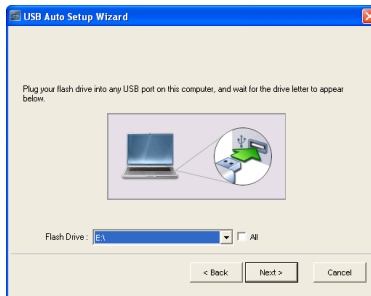 USB Auto Setup Wizard
Plug your flash drive into any USB port on this computer, and wait for the drive letter to appear
below.
Flash Drive : E:\ All
< Back Next > Cancel